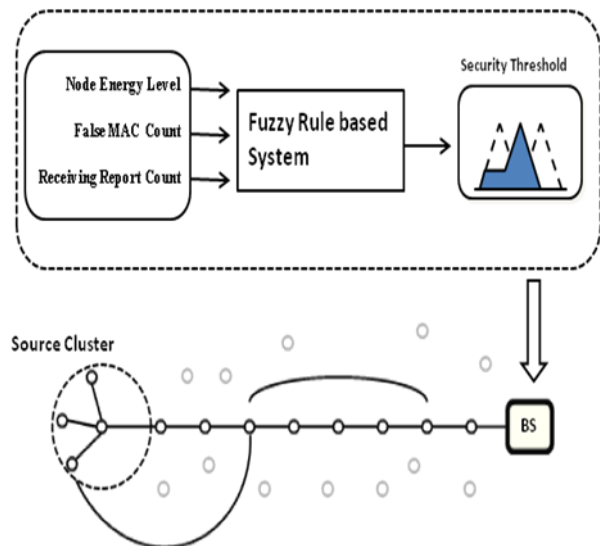 Security Threshold
Node Energy Level
False MAC Count
Receiving Report Count
Fuzzy Rule based
System
Source Cluster
BS